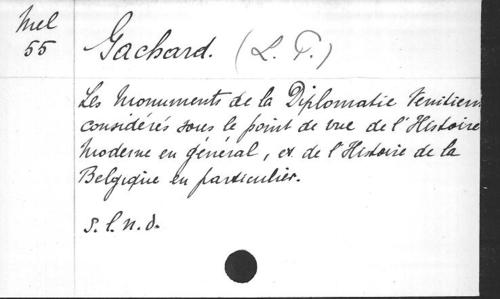 Mel
55
Gachard. (L. P.)
Les Monuments de la Diplomatie Venitienne
considérés sous le point de vue de l'Histoire
Moderne en général, et de l'Histoire de la
Belgique en particulier.
s. l. n. d.